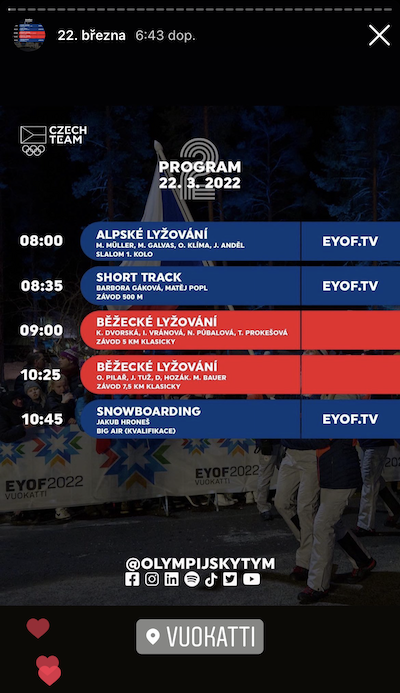 22. března 6:43 dop.
CZECH
TEAM
2
PROGRAM
22. 3. 2022
08:00
ALPSKÉ LYŽOVÁNÍ
M. MÜLLER, M. GALVAS, O. KLÍMA, J. ANDĚL
SLALOM 1. KOLO
EYOF.TV
08:35
SHORT TRACK
BARBORA GÁKOVÁ, MATĚJ POPL
ZÁVOD 500 M
EYOF.TV
09:00
BĚŽECKÉ LYŽOVÁNÍ
K. DVORSKÁ, I. VRÁNOVÁ, N. PŮBALOVÁ, T. PROKEŠOVÁ
ZÁVOD 5 KM KLASICKY
10:25
BĚŽECKÉ LYŽOVÁNÍ
O. PILAŘ, J. TUŽ, D, HOZÁK. M. BAUER
ZÁVOD 7,5 KM KLASICKY
10:45
SNOWBOARDING
JAKUB HRONEŠ
BIG AIR (KVALIFIKACE)
EYOF.TV
EYOF2022
VUOKATTI
EYOF2022
VUOKATTI
@OLYMPIJSKYTYM
VUOKATTI